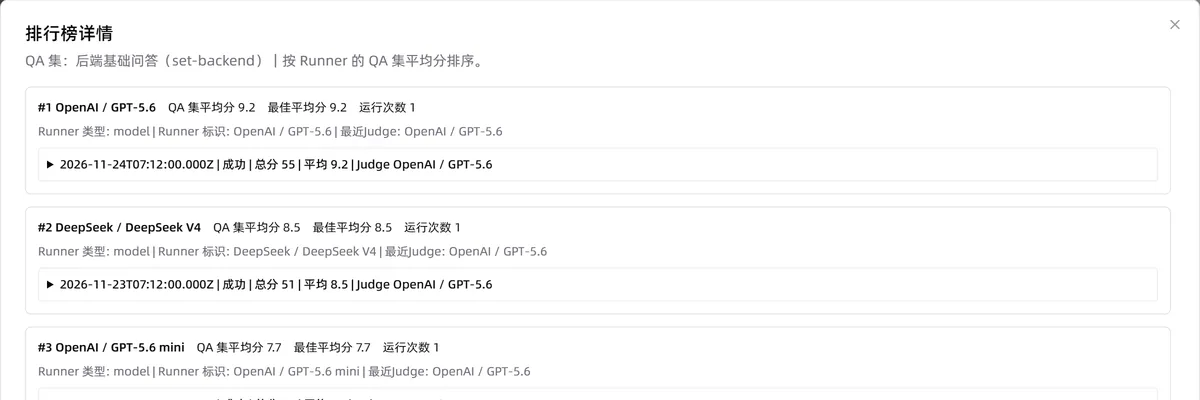 排行榜详情
QA 集：后端基础问答（set-backend）｜按 Runner 的 QA 集平均分排序。
#1 OpenAI / GPT-5.6 QA 集平均分 9.2 最佳平均分 9.2 运行次数 1
Runner 类型: model | Runner 标识: OpenAI / GPT-5.6 | 最近Judge: OpenAI / GPT-5.6
▶ 2026-11-24T07:12:00.000Z | 成功 | 总分 55 | 平均 9.2 | Judge OpenAI / GPT-5.6
#2 DeepSeek / DeepSeek V4 QA 集平均分 8.5 最佳平均分 8.5 运行次数 1
Runner 类型: model | Runner 标识: DeepSeek / DeepSeek V4 | 最近Judge: OpenAI / GPT-5.6
▶ 2026-11-23T07:12:00.000Z | 成功 | 总分 51 | 平均 8.5 | Judge OpenAI / GPT-5.6
#3 OpenAI / GPT-5.6 mini QA 集平均分 7.7 最佳平均分 7.7 运行次数 1
Runner 类型: model | Runner 标识: OpenAI / GPT-5.6 mini | 最近Judge: OpenAI / GPT-5.6